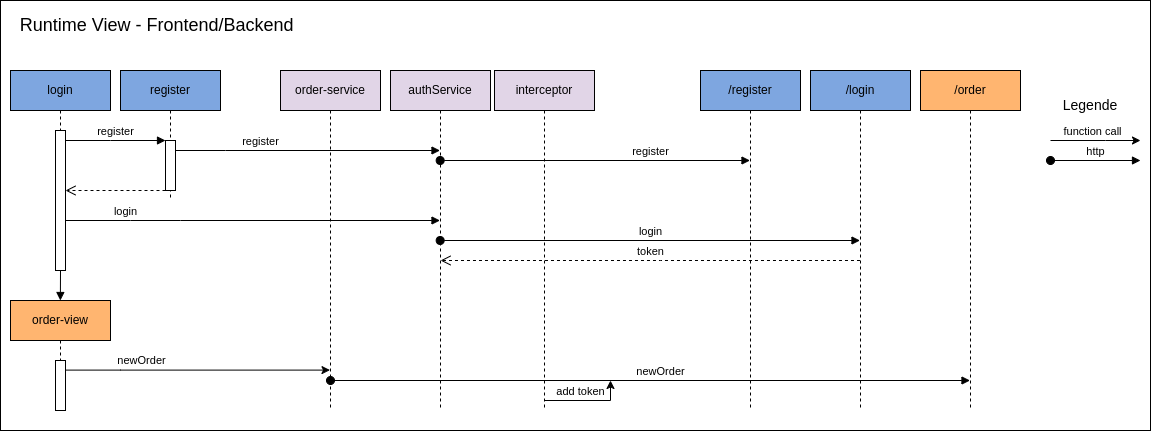 Runtime View - Frontend/Backend
login
register
order-service
authService
interceptor
/register
/login
/order
Legende
function call
http
register
register
register
login
login
token
order-view
newOrder
newOrder
add token